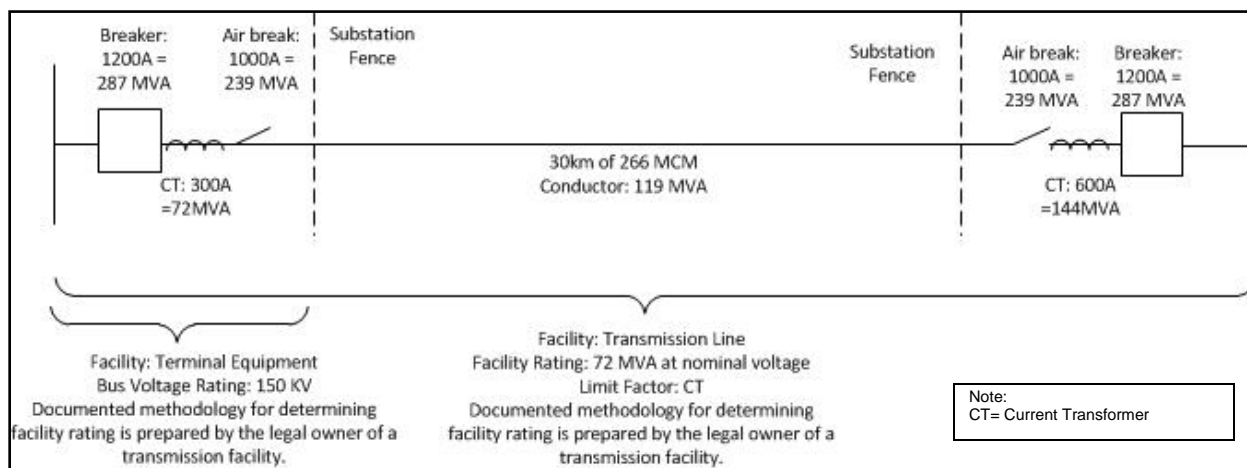 Breaker:
1200A =
287 MVA
Air break:
1000A =
239 MVA
Substation
Fence
Substation
Fence
Air break:
1000A =
239 MVA
Breaker:
1200A =
287 MVA
CT: 300A
=72MVA
30km of 266 MCM
Conductor: 119 MVA
CT: 600A
=144MVA
Facility: Terminal Equipment
Bus Voltage Rating: 150 KV
Documented methodology for determining
facility rating is prepared by the legal owner of a
transmission facility.
Facility: Transmission Line
Facility Rating: 72 MVA at nominal voltage
Limit Factor: CT
Documented methodology for determining
facility rating is prepared by the legal owner of a
transmission facility.
Note:
CT= Current Transformer